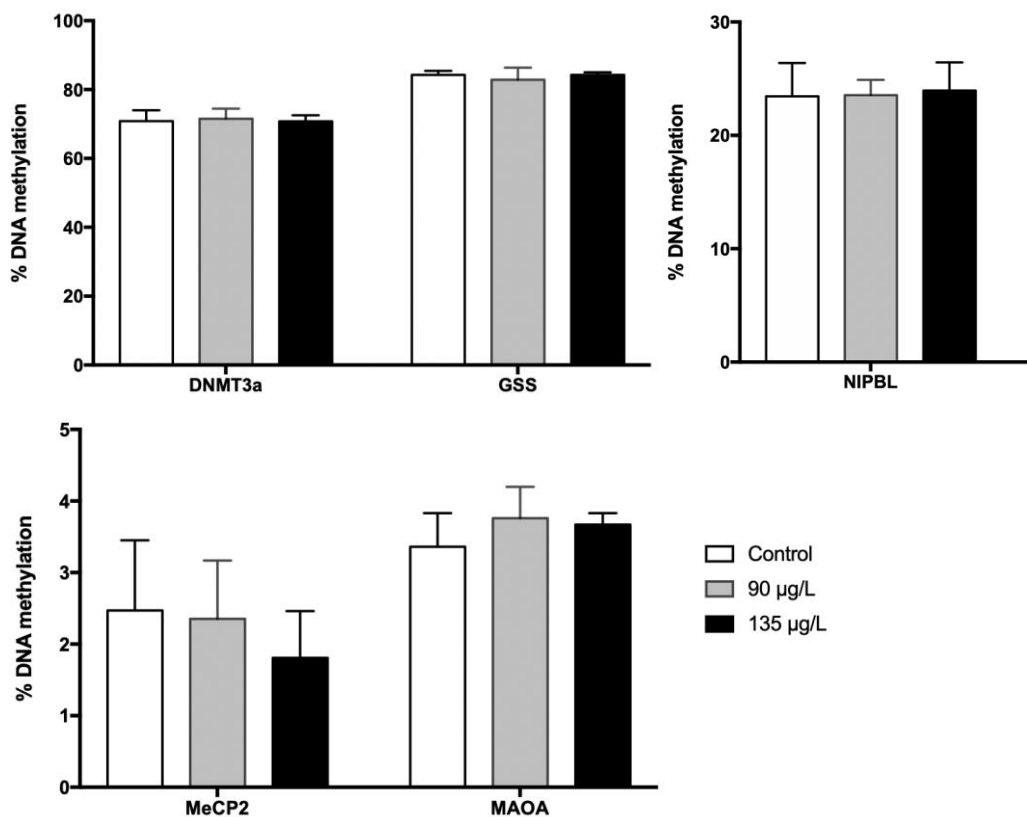 % DNA methylation
100
80
60
40
20
0
DNMT3a
GSS
% DNA methylation
30
20
10
0
NIPBL
% DNA methylation
5
4
3
2
1
0
MeCP2
MAOA
Control
90 µg/L
135 µg/L